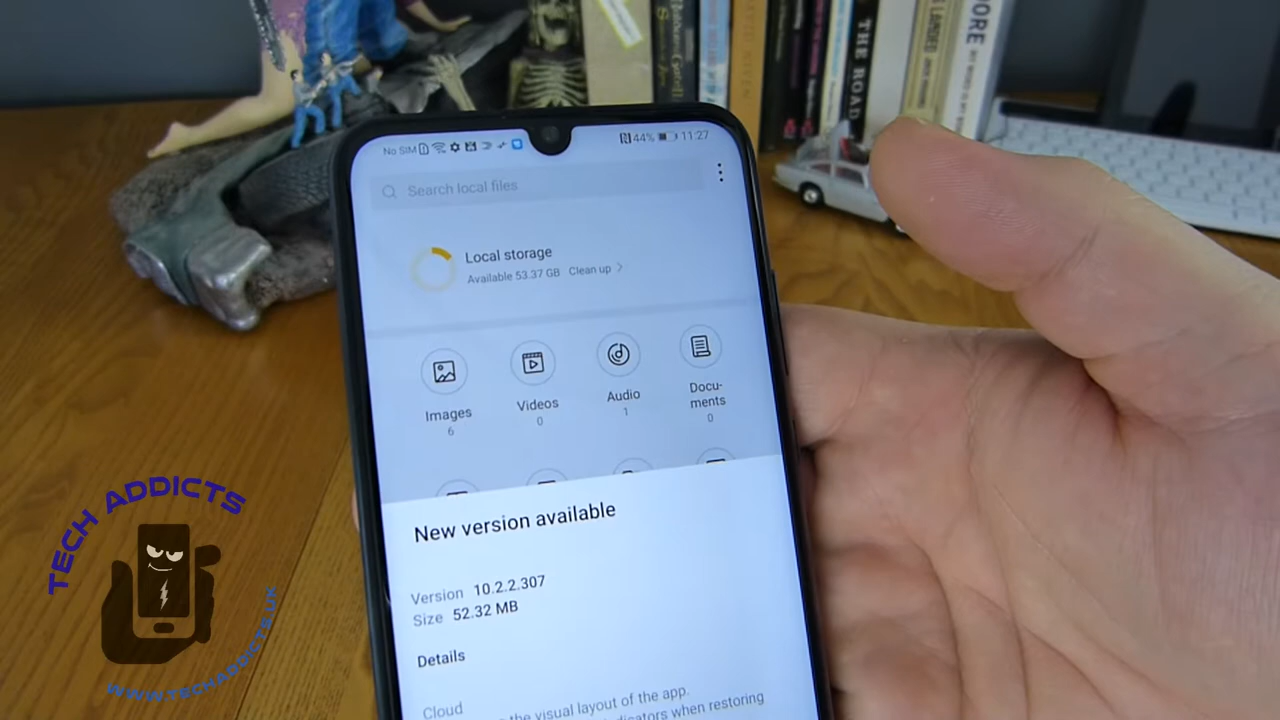 No SIM
44% 11:27
Search local files
Local storage
Available 53.37 GB Clean up
Images
6
Videos
0
Audio
1
Docu-
ments
0
New version available
Version 10.2.2.307
Size 52.32 MB
Details
Cloud
the visual layout of the app.
when restoring
THE ROAD
TECH ADDICTS
WWW.TECHADDICTS.UK